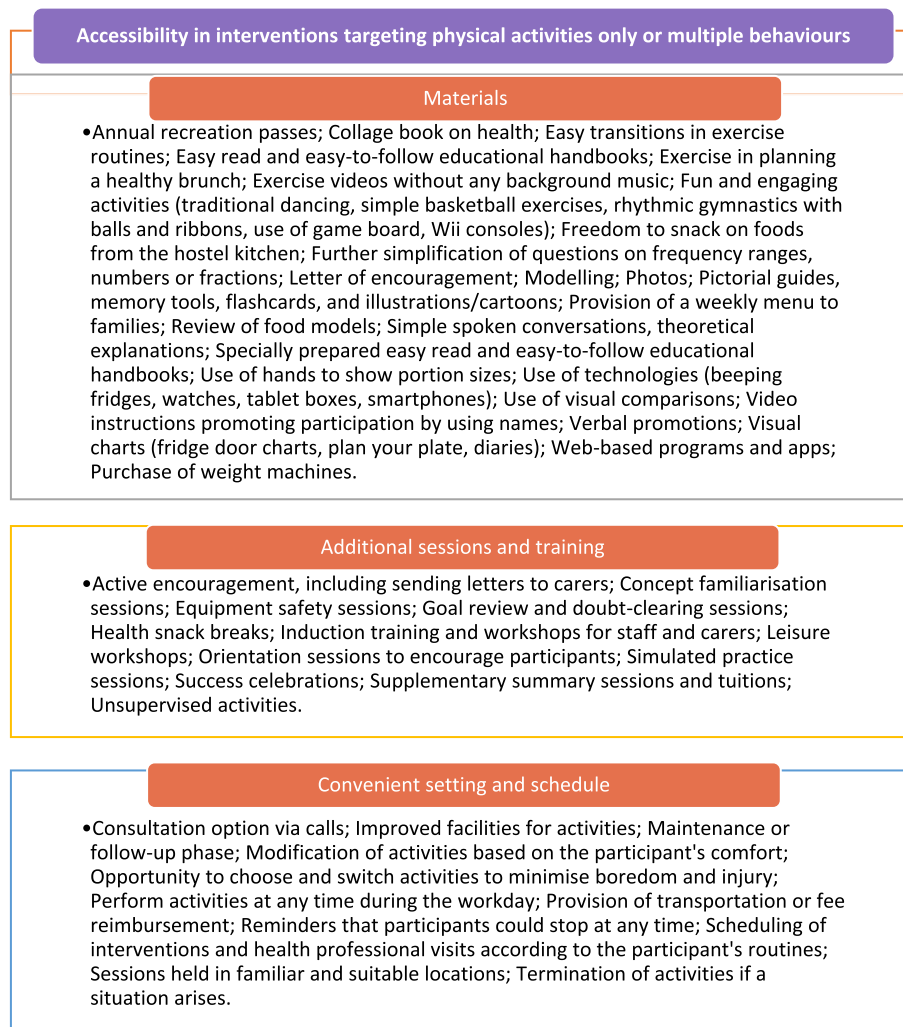 Accessibility in interventions targeting physical activities only or multiple behaviours
Materials
•Annual recreation passes; Collage book on health; Easy transitions in exercise
routines; Easy read and easy-to-follow educational handbooks; Exercise in planning
a healthy brunch; Exercise videos without any background music; Fun and engaging
activities (traditional dancing, simple basketball exercises, rhythmic gymnastics with
balls and ribbons, use of game board, Wii consoles); Freedom to snack on foods
from the hostel kitchen; Further simplification of questions on frequency ranges,
numbers or fractions; Letter of encouragement; Modelling; Photos; Pictorial guides,
memory tools, flashcards, and illustrations/cartoons; Provision of a weekly menu to
families; Review of food models; Simple spoken conversations, theoretical
explanations; Specially prepared easy read and easy-to-follow educational
handbooks; Use of hands to show portion sizes; Use of technologies (beeping
fridges, watches, tablet boxes, smartphones); Use of visual comparisons; Video
instructions promoting participation by using names; Verbal promotions; Visual
charts (fridge door charts, plan your plate, diaries); Web-based programs and apps;
Purchase of weight machines.
Additional sessions and training
•Active encouragement, including sending letters to carers; Concept familiarisation
sessions; Equipment safety sessions; Goal review and doubt-clearing sessions;
Health snack breaks; Induction training and workshops for staff and carers; Leisure
workshops; Orientation sessions to encourage participants; Simulated practice
sessions; Success celebrations; Supplementary summary sessions and tuitions;
Unsupervised activities.
Convenient setting and schedule
•Consultation option via calls; Improved facilities for activities; Maintenance or
follow-up phase; Modification of activities based on the participant's comfort;
Opportunity to choose and switch activities to minimise boredom and injury;
Perform activities at any time during the workday; Provision of transportation or fee
reimbursement; Reminders that participants could stop at any time; Scheduling of
interventions and health professional visits according to the participant's routines;
Sessions held in familiar and suitable locations; Termination of activities if a
situation arises.